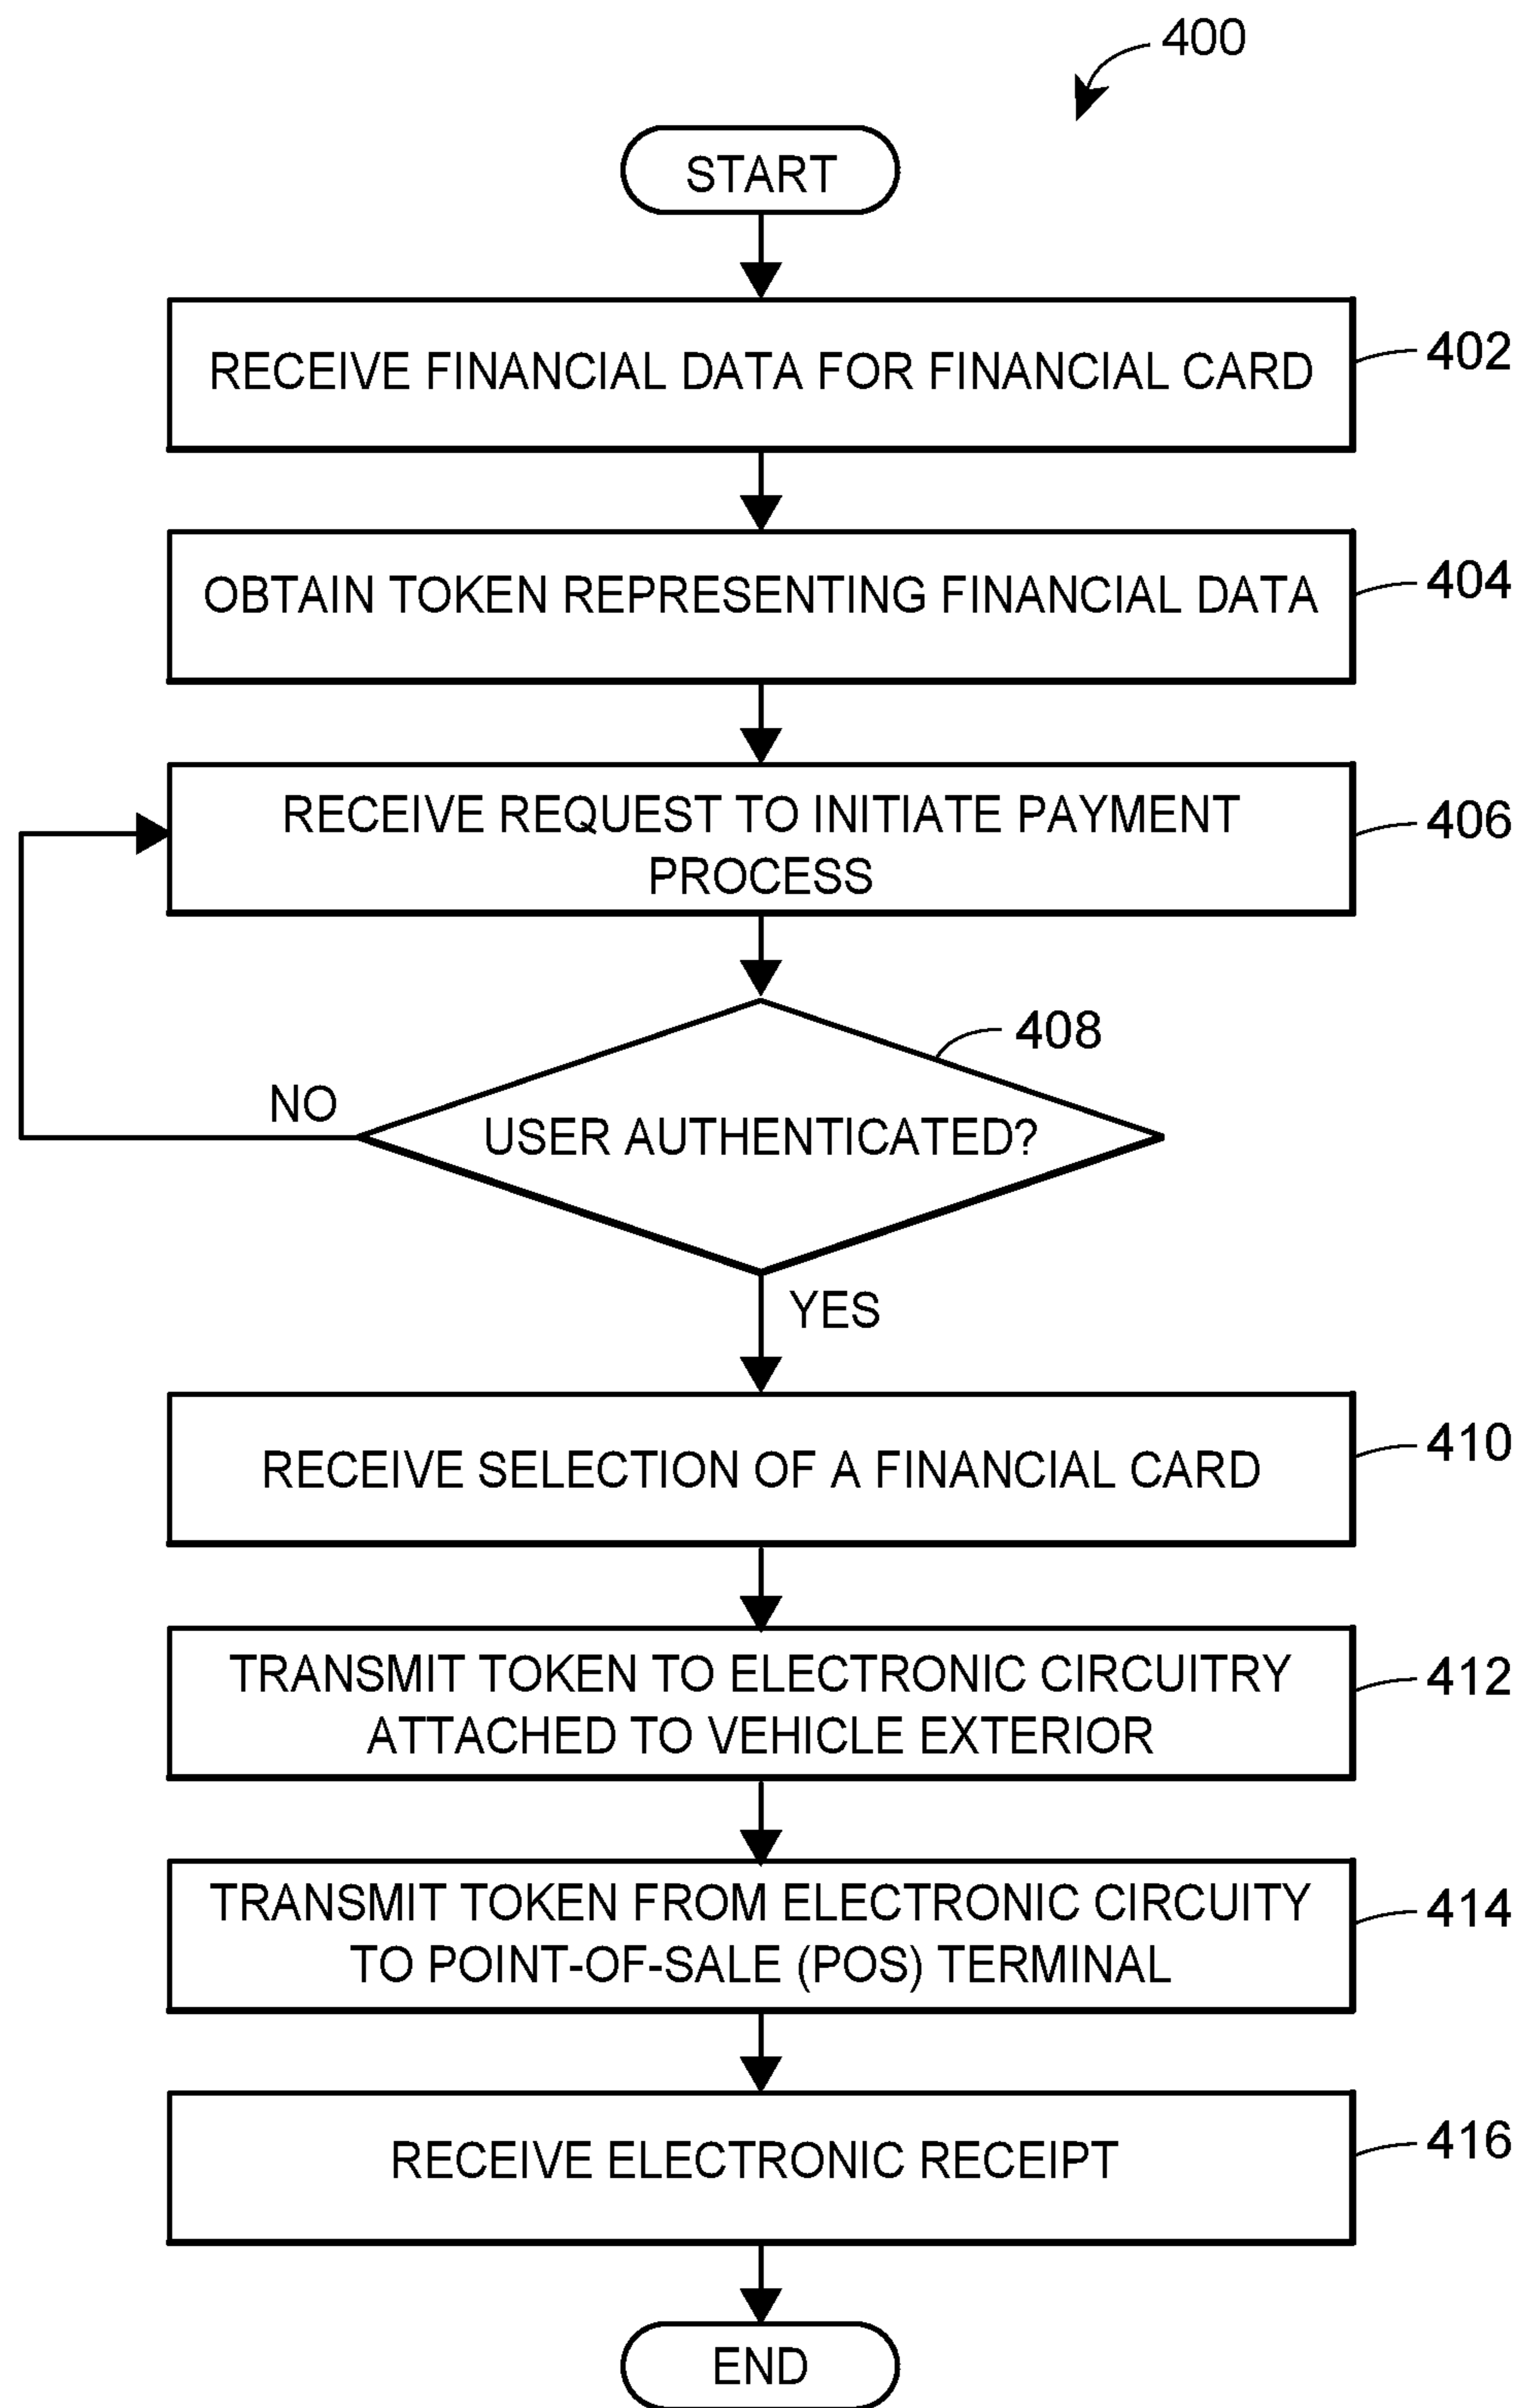 400
START
RECEIVE FINANCIAL DATA FOR FINANCIAL CARD
402
OBTAIN TOKEN REPRESENTING FINANCIAL DATA
404
RECEIVE REQUEST TO INITIATE PAYMENT
PROCESS
406
408
USER AUTHENTICATED?
NO
YES
RECEIVE SELECTION OF A FINANCIAL CARD
410
TRANSMIT TOKEN TO ELECTRONIC CIRCUITRY
ATTACHED TO VEHICLE EXTERIOR
412
TRANSMIT TOKEN FROM ELECTRONIC CIRCUITY
TO POINT-OF-SALE (POS) TERMINAL
414
RECEIVE ELECTRONIC RECEIPT
416
END